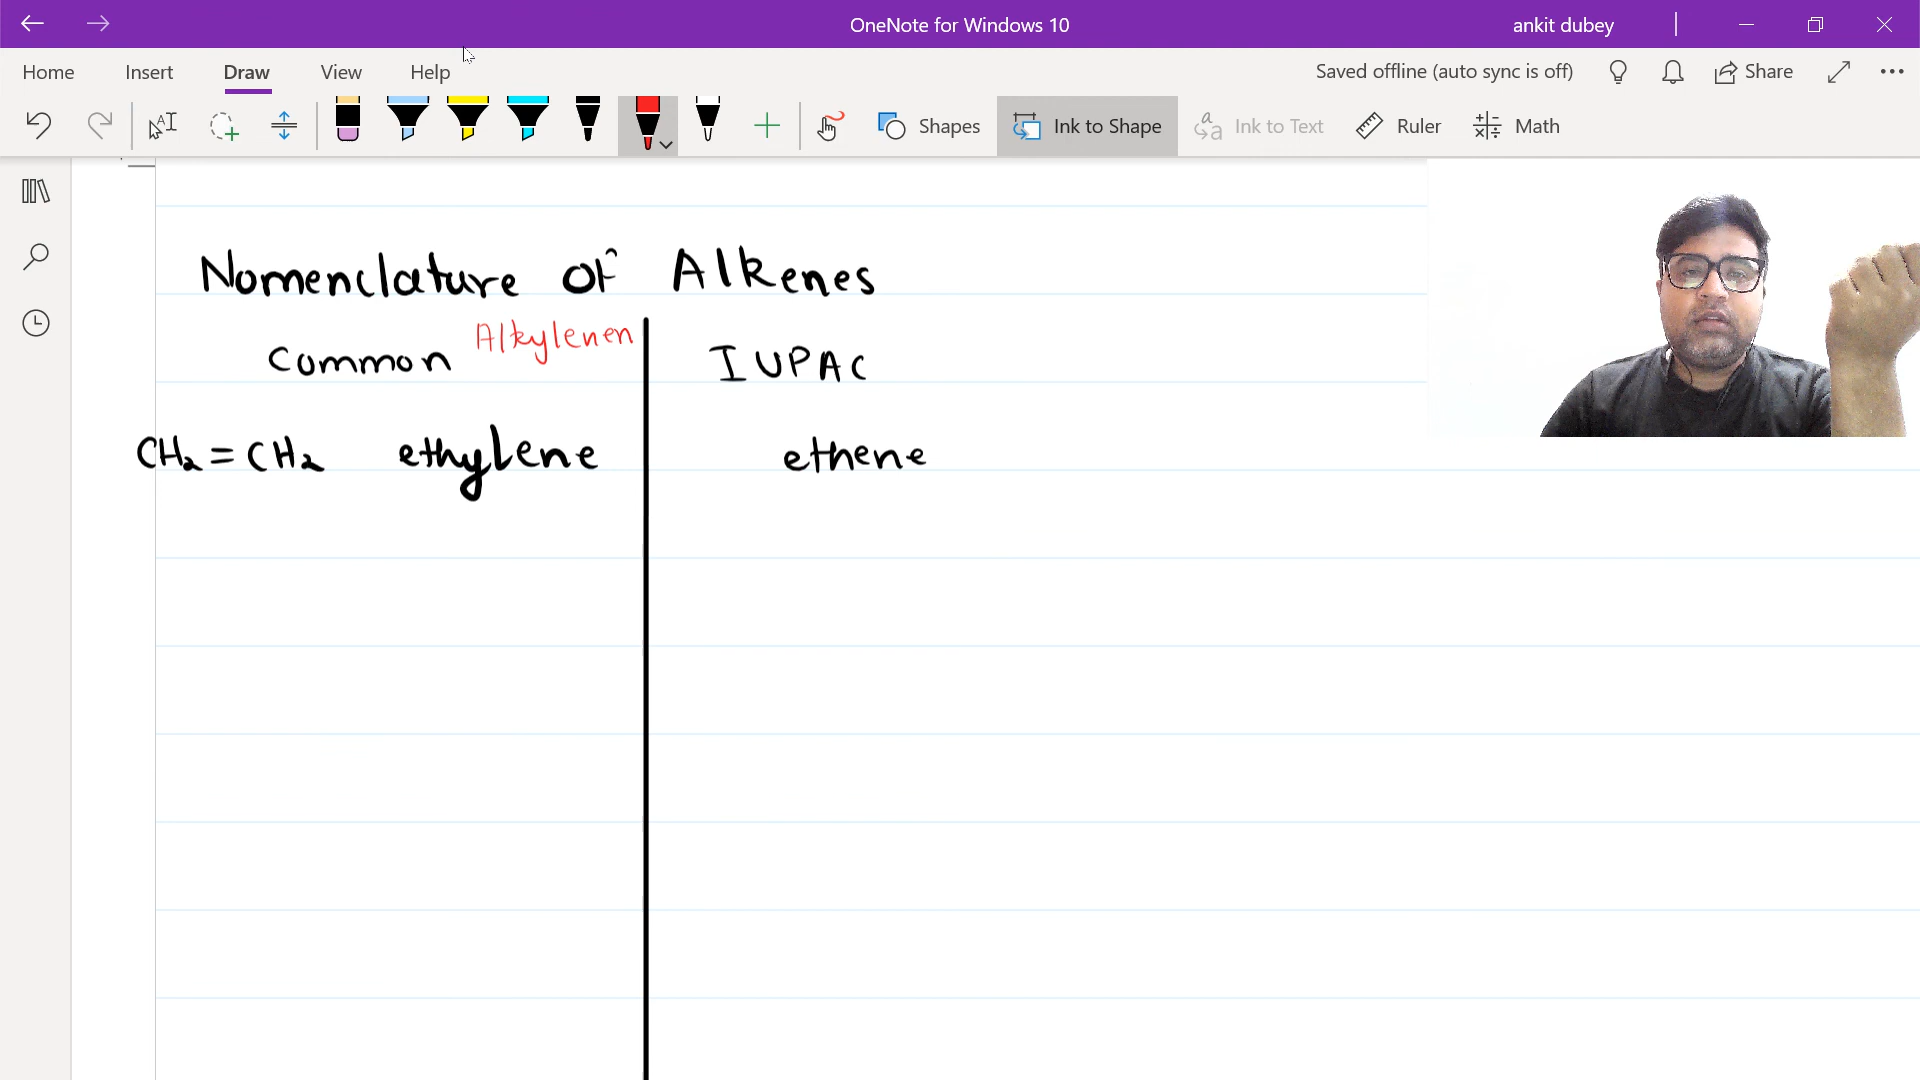 OneNote for Windows 10
ankit dubey
Home Insert Draw View Help
Saved offline (auto sync is off) Share
Shapes Ink to Shape Ink to Text Ruler Math
Nomenclature of Alkenes
Common Alkylenen IUPAC
CH₂=CH₂ ethylene ethene